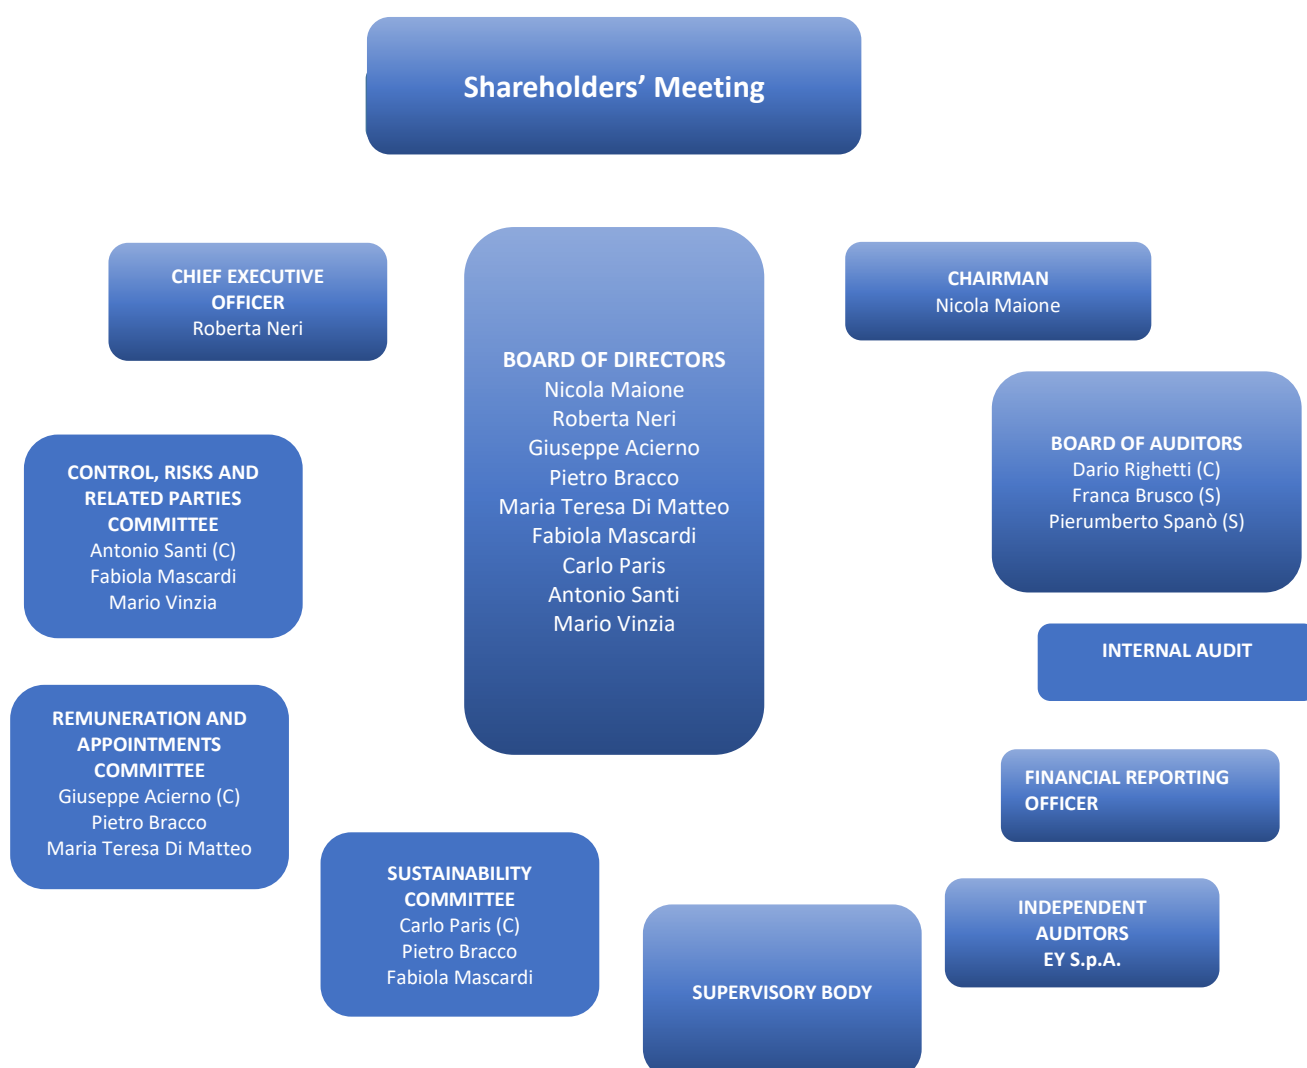 Shareholders’ Meeting
CHIEF EXECUTIVE
OFFICER
Roberta Neri
CHAIRMAN
Nicola Maione
BOARD OF DIRECTORS
Nicola Maione
Roberta Neri
Giuseppe Acierno
Pietro Bracco
Maria Teresa Di Matteo
Fabiola Mascardi
Carlo Paris
Antonio Santi
Mario Vinzia
BOARD OF AUDITORS
Dario Righetti (C)
Franca Brusco (S)
Pierumberto Spanò (S)
CONTROL, RISKS AND
RELATED PARTIES
COMMITTEE
Antonio Santi (C)
Fabiola Mascardi
Mario Vinzia
INTERNAL AUDIT
REMUNERATION AND
APPOINTMENTS
COMMITTEE
Giuseppe Acierno (C)
Pietro Bracco
Maria Teresa Di Matteo
FINANCIAL REPORTING
OFFICER
SUSTAINABILITY
COMMITTEE
Carlo Paris (C)
Pietro Bracco
Fabiola Mascardi
INDEPENDENT
AUDITORS
EY S.p.A.
SUPERVISORY BODY